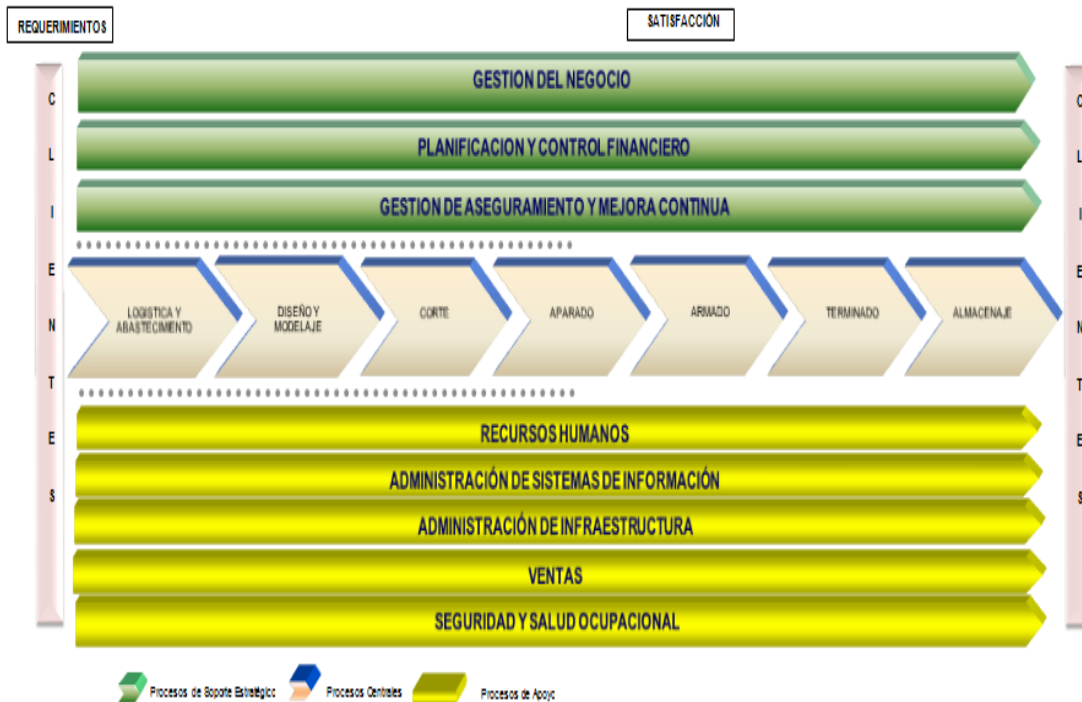 REQUERIMIENTOS
SATISFACCIÓN
CLIENTES
GESTION DEL NEGOCIO
PLANIFICACION Y CONTROL FINANCIERO
GESTION DE ASEGURAMIENTO Y MEJORA CONTINUA
LOGISTICA Y
ABASTECIMIENTO
DISEÑO Y
MODELAJE
CORTE
APARADO
ARMADO
TERMINADO
ALMACENAJE
RECURSOS HUMANOS
ADMINISTRACIÓN DE SISTEMAS DE INFORMACIÓN
ADMINISTRACIÓN DE INFRAESTRUCTURA
VENTAS
SEGURIDAD Y SALUD OCUPACIONAL
CLIENTES
Procesos de Soporte Estratégico
Procesos Centrales
Procesos de Apoyo